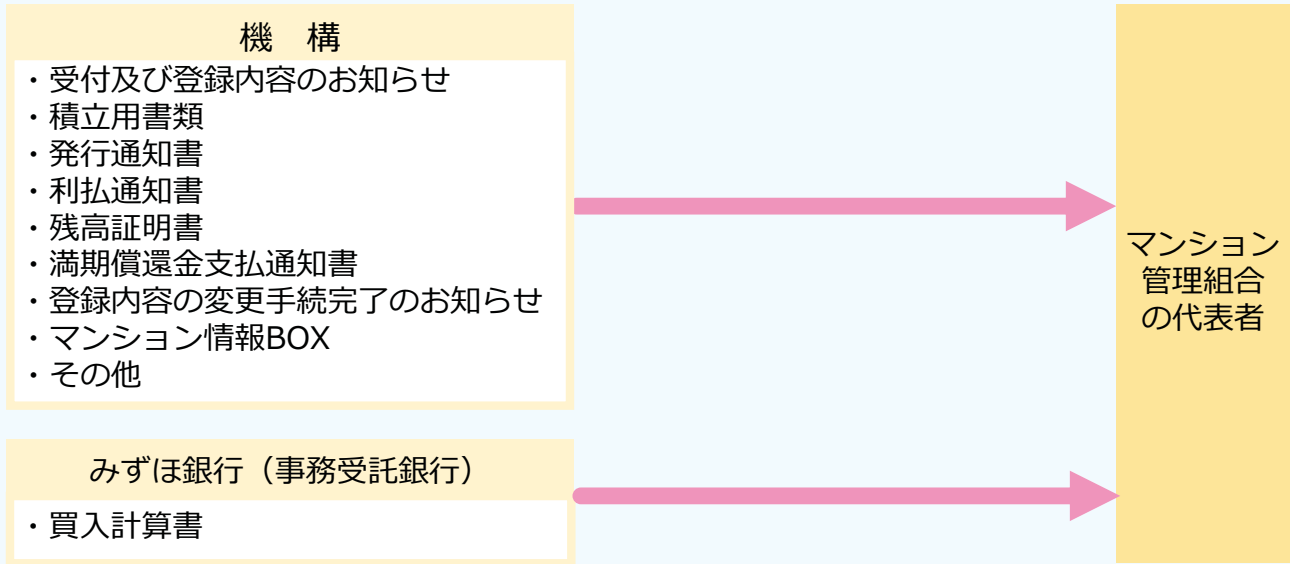 機　構
・受付及び登録内容のお知らせ
・積立用書類
・発行通知書
・利払通知書
・残高証明書
・満期償還金支払通知書
・登録内容の変更手続完了のお知らせ
・マンション情報BOX
・その他
みずほ銀行（事務受託銀行）
・買入計算書
マンション
管理組合
の代表者